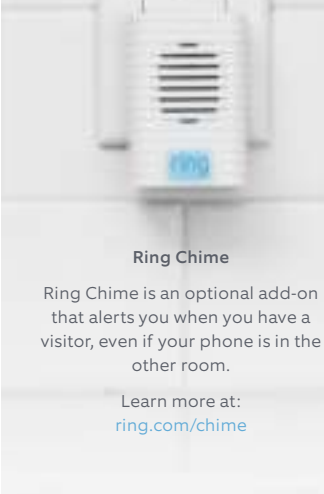 ring
Ring Chime
Ring Chime is an optional add-on
that alerts you when you have a
visitor, even if your phone is in the
other room.
Learn more at:
ring.com/chime